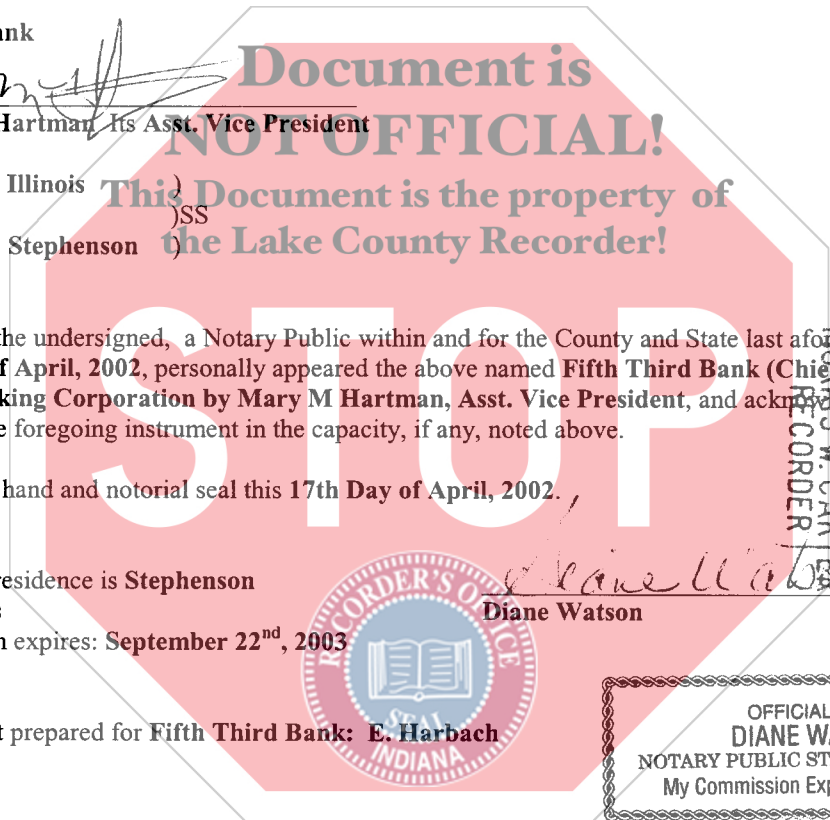 ank
Hartman Its Asst. Vice President
Document is
NOT OFFICIAL!
This Document is the property of
the Lake County Recorder!
Illinois )
)SS
Stephenson )
STOP
the undersigned, a Notary Public within and for the County and State last afor
f April, 2002, personally appeared the above named Fifth Third Bank (Chie
king Corporation by Mary M Hartman, Asst. Vice President, and acknow
e foregoing instrument in the capacity, if any, noted above.
hand and notorial seal this 17th Day of April, 2002.
RECORDER
Diane Wats
esidence is Stephenson
Diane Watson
n expires: September 22nd, 2003
RECORDER'S OFFICE
SEAL
INDIANA
t prepared for Fifth Third Bank: E. Harbach
OFFICIAL
DIANE WA
NOTARY PUBLIC ST
My Commission Exp